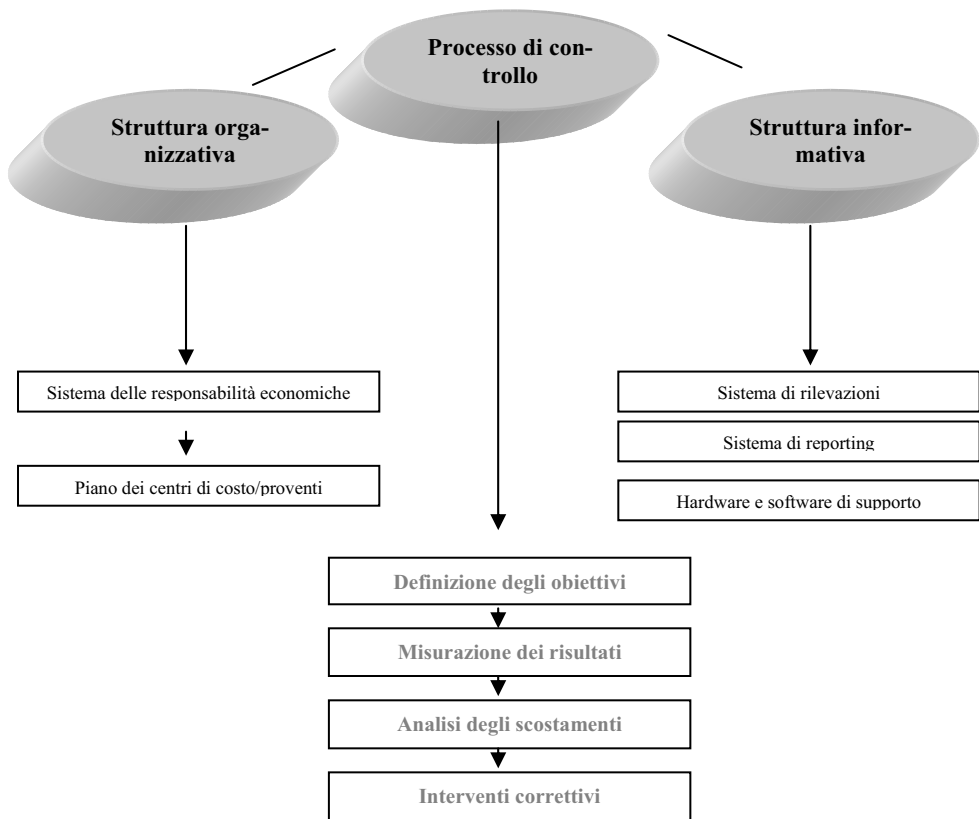 Processo di con-
trollo
Struttura orga-
nizzativa
Struttura infor-
mativa
Sistema delle responsabilità economiche
Piano dei centri di costo/proventi
Sistema di rilevazioni
Sistema di reporting
Hardware e software di supporto
Definizione degli obiettivi
Misurazione dei risultati
Analisi degli scostamenti
Interventi correttivi